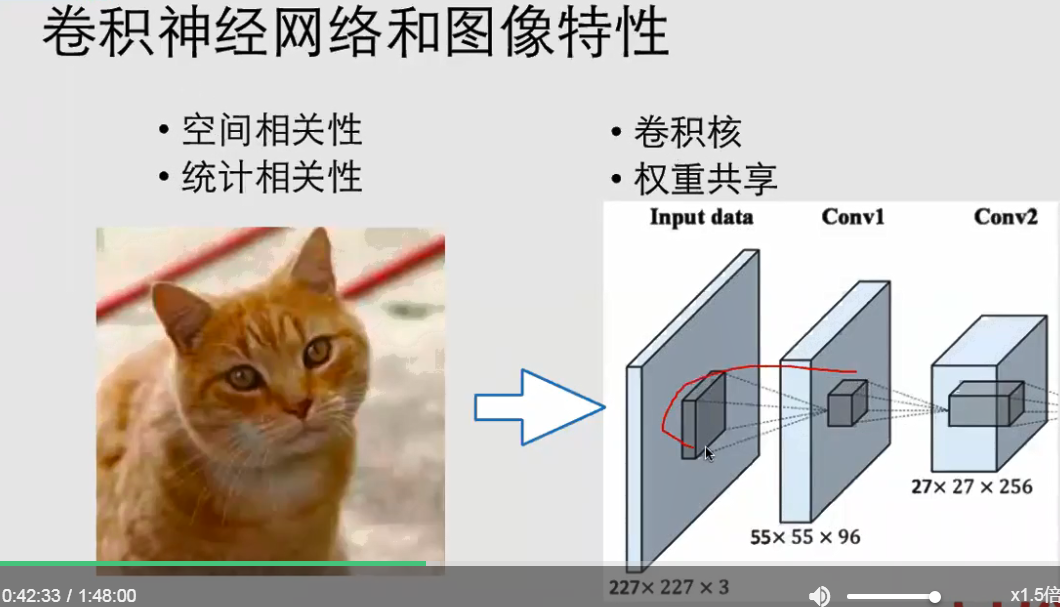 卷积神经网络和图像特性
• 空间相关性
• 统计相关性
• 卷积核
• 权重共享
Input data
Conv1
Conv2
27× 27 × 256
55× 55 × 96
227× 227 × 3
0:42:33 / 1:48:00
x1.5倍